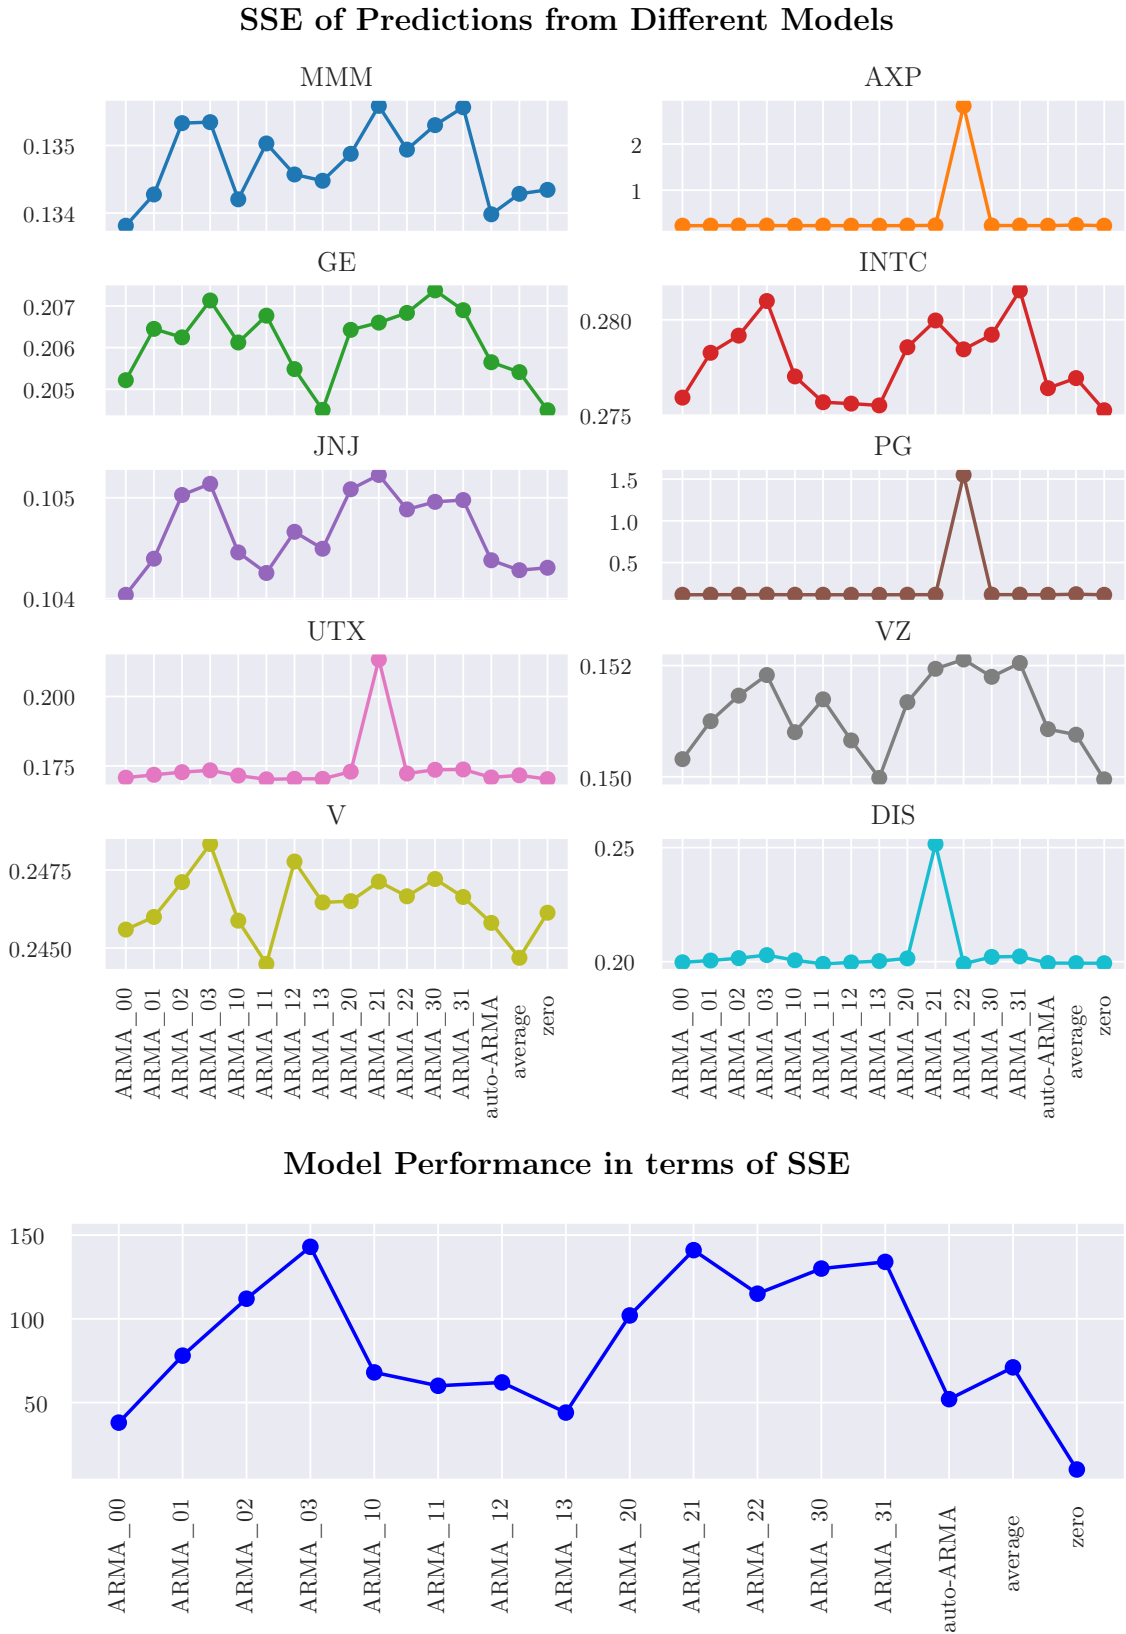 SSE of Predictions from Different Models
MMM
AXP
0.135
0.134
2
1
GE
INTC
0.207
0.206
0.205
0.280
0.275
JNJ
PG
0.105
0.104
1.5
1.0
0.5
UTX
VZ
0.200
0.175
0.152
0.150
V
DIS
0.2475
0.2450
0.25
0.20
ARMA_00
ARMA_01
ARMA_02
ARMA_03
ARMA_10
ARMA_11
ARMA_12
ARMA_13
ARMA_20
ARMA_21
ARMA_22
ARMA_30
ARMA_31
auto-ARMA
average
zero
ARMA_00
ARMA_01
ARMA_02
ARMA_03
ARMA_10
ARMA_11
ARMA_12
ARMA_13
ARMA_20
ARMA_21
ARMA_22
ARMA_30
ARMA_31
auto-ARMA
average
zero
Model Performance in terms of SSE
150
100
50
ARMA_00
ARMA_01
ARMA_02
ARMA_03
ARMA_10
ARMA_11
ARMA_12
ARMA_13
ARMA_20
ARMA_21
ARMA_22
ARMA_30
ARMA_31
auto-ARMA
average
zero